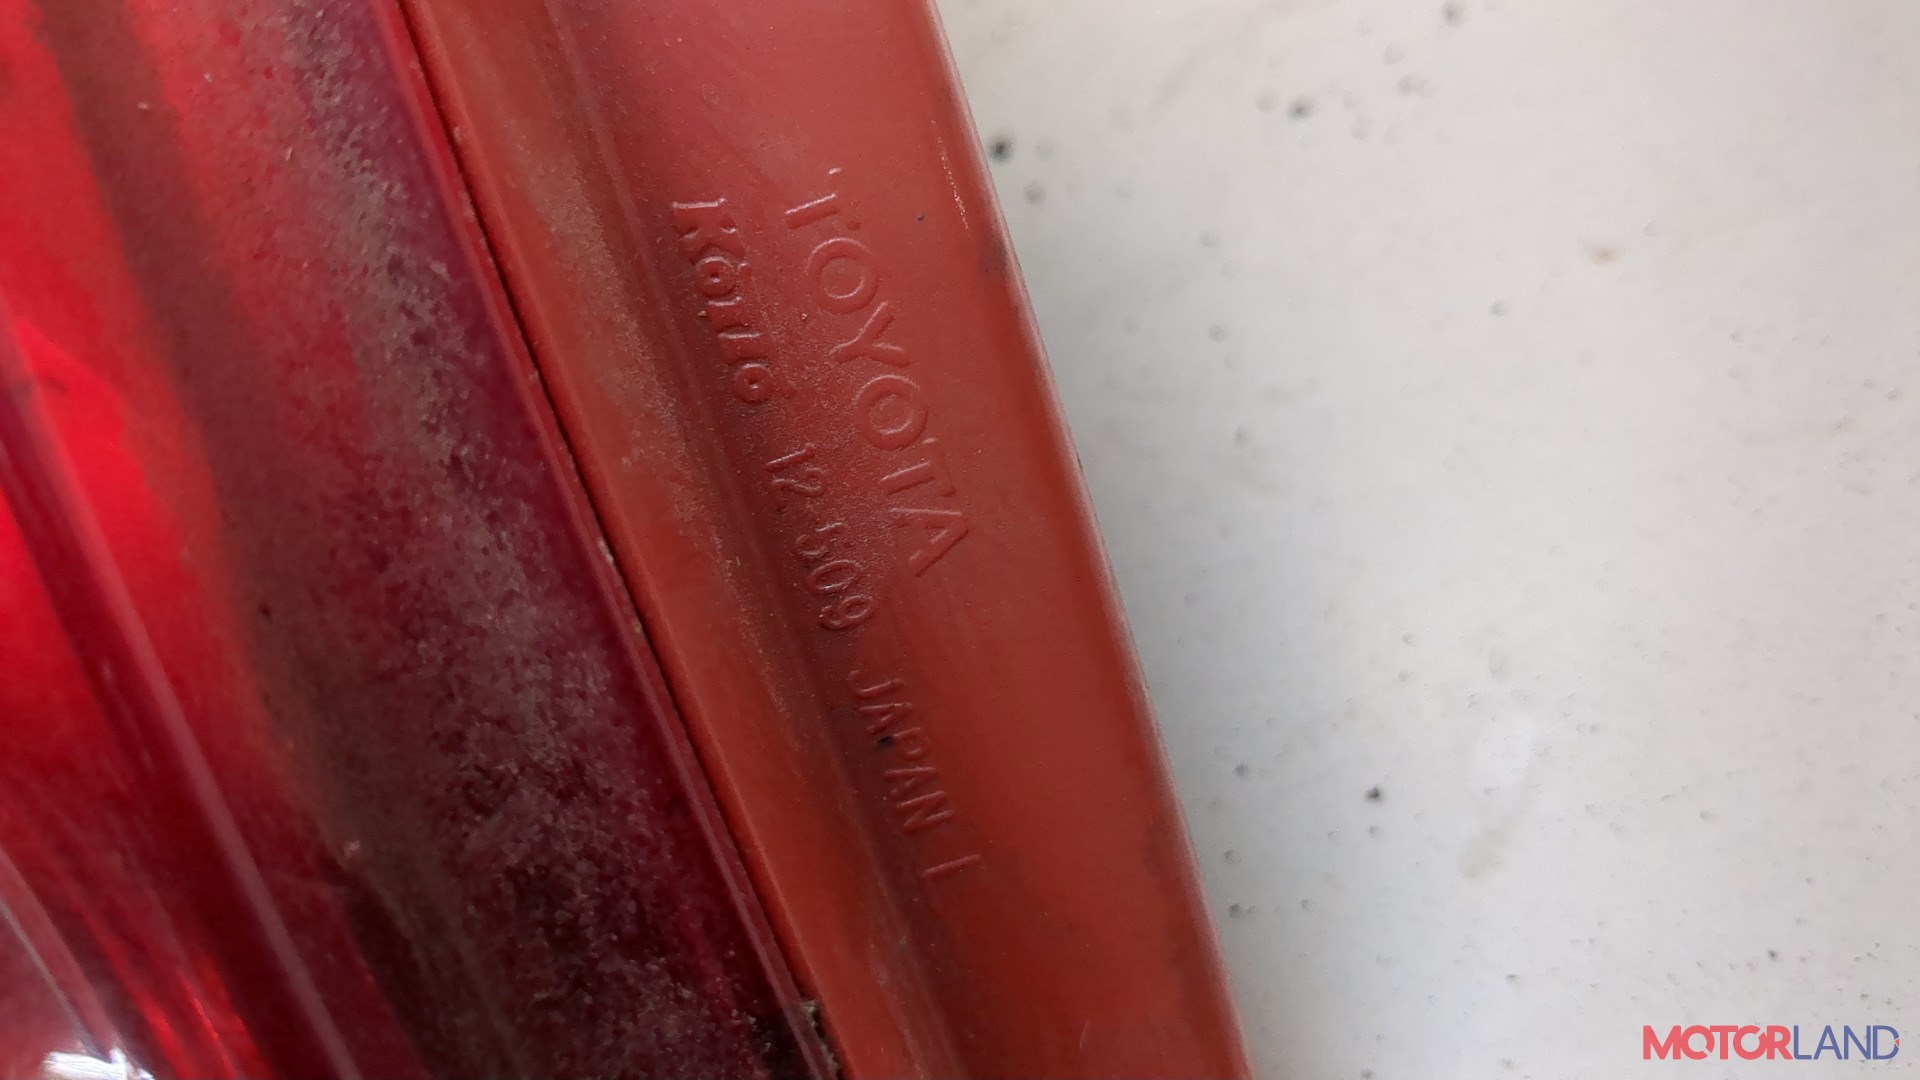 TOYOTA
KOITO 12-509 JAPAN L
MOTORLAND